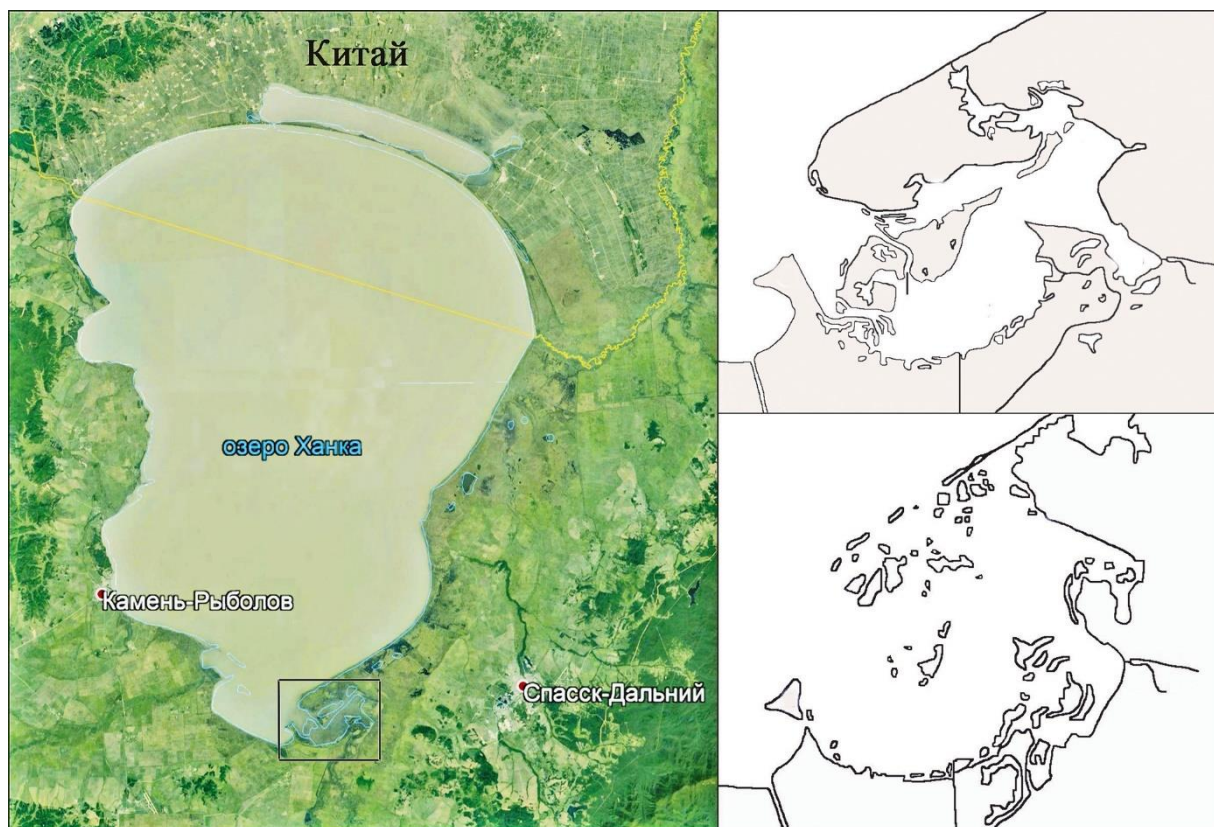 Китай
озеро Ханка
Камень-Рыболов
Спасск-Дальний